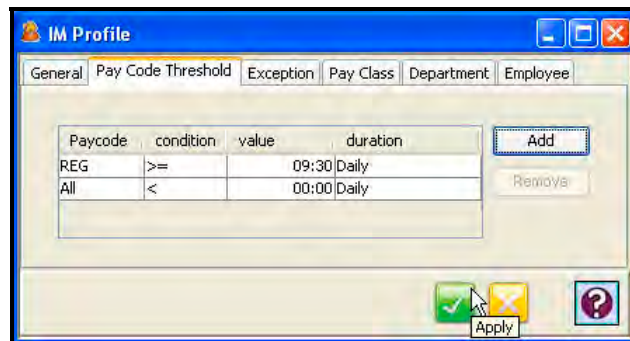 IM Profile
General Pay Code Threshold Exception Pay Class Department Employee
Paycode condition value duration Add
REG >= 09:30 Daily
All < 00:00 Daily Remove
?
Apply